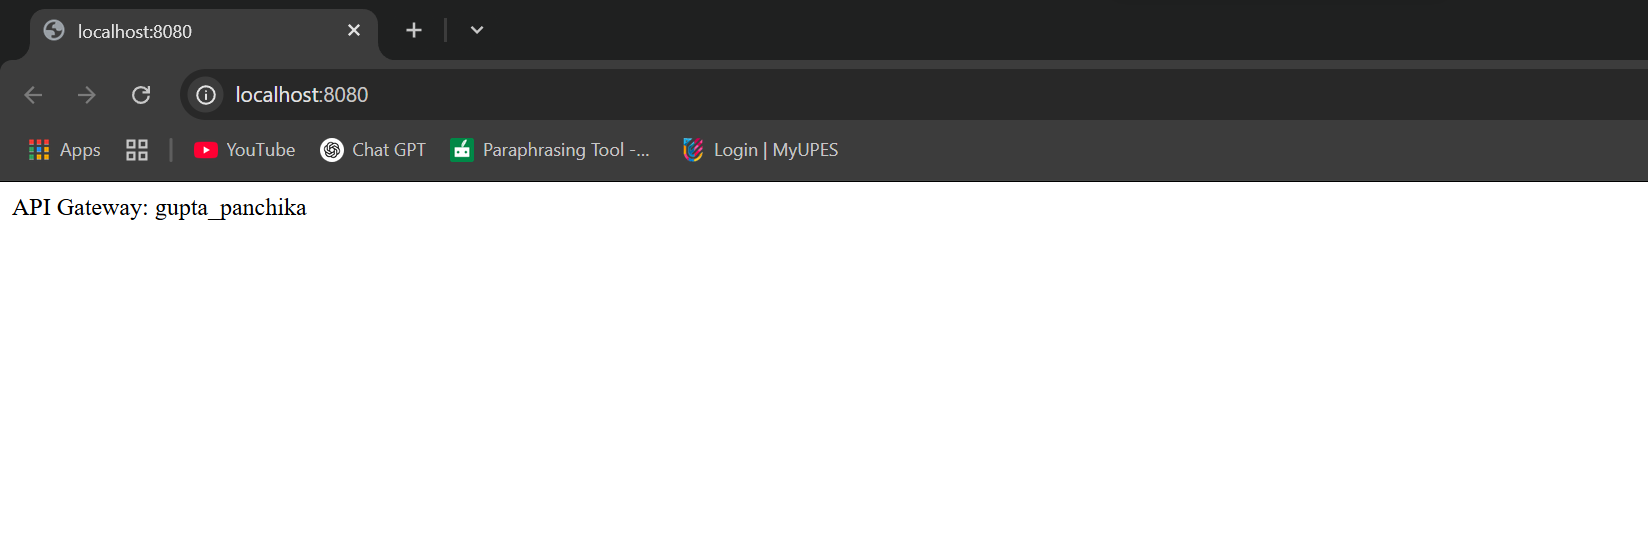 localhost:8080
localhost:8080
Apps
YouTube
Chat GPT
Paraphrasing Tool -...
Login | MyUPES
API Gateway: gupta_panchika